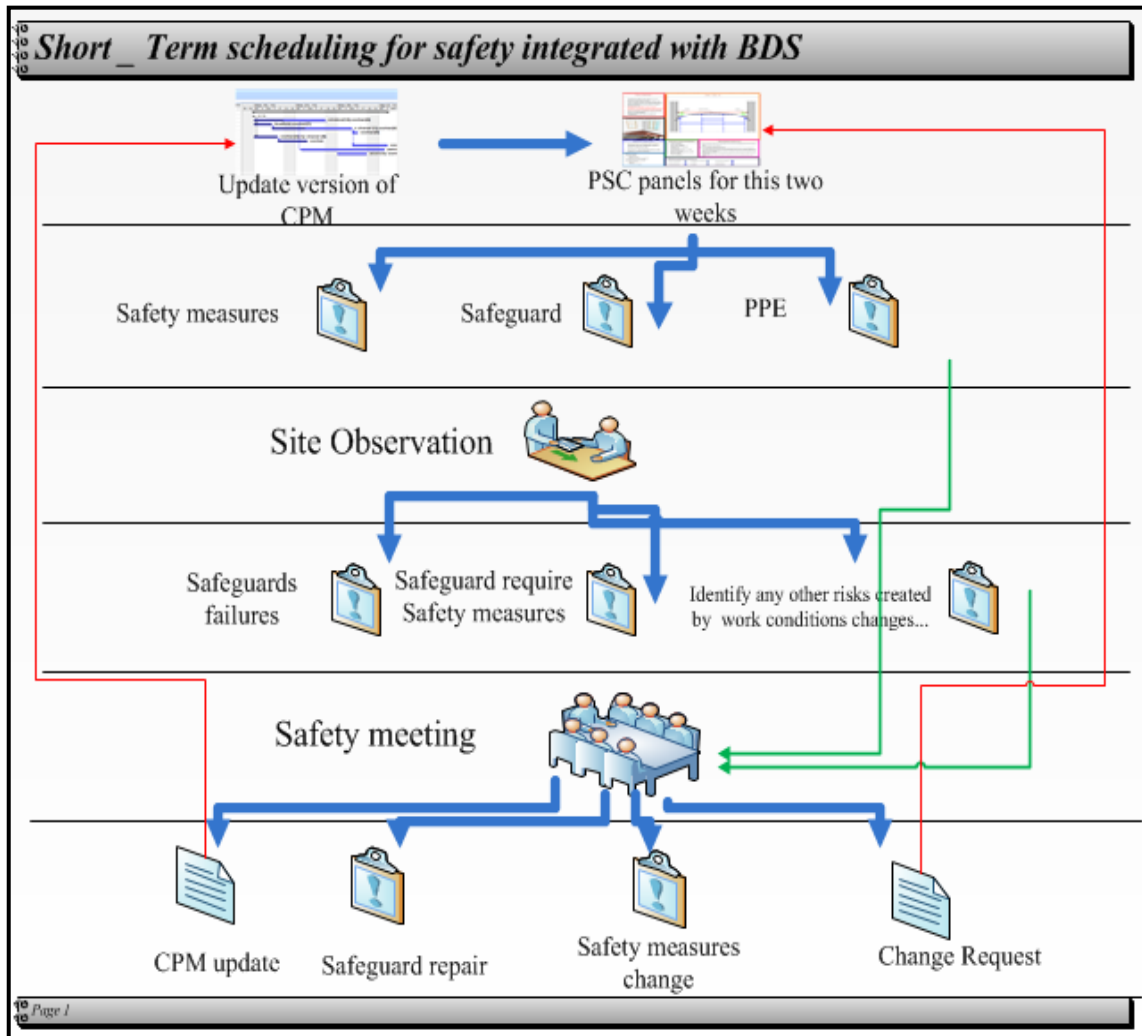 Short _ Term scheduling for safety integrated with BDS
Update version of
CPM
PSC panels for this two
weeks
Safety measures
Safeguard
PPE
Site Observation
Safeguards
failures
Safeguard require
Safety measures
Identify any other risks created
by work conditions changes...
Safety meeting
CPM update
Safeguard repair
Safety measures
change
Change Request
Page 1